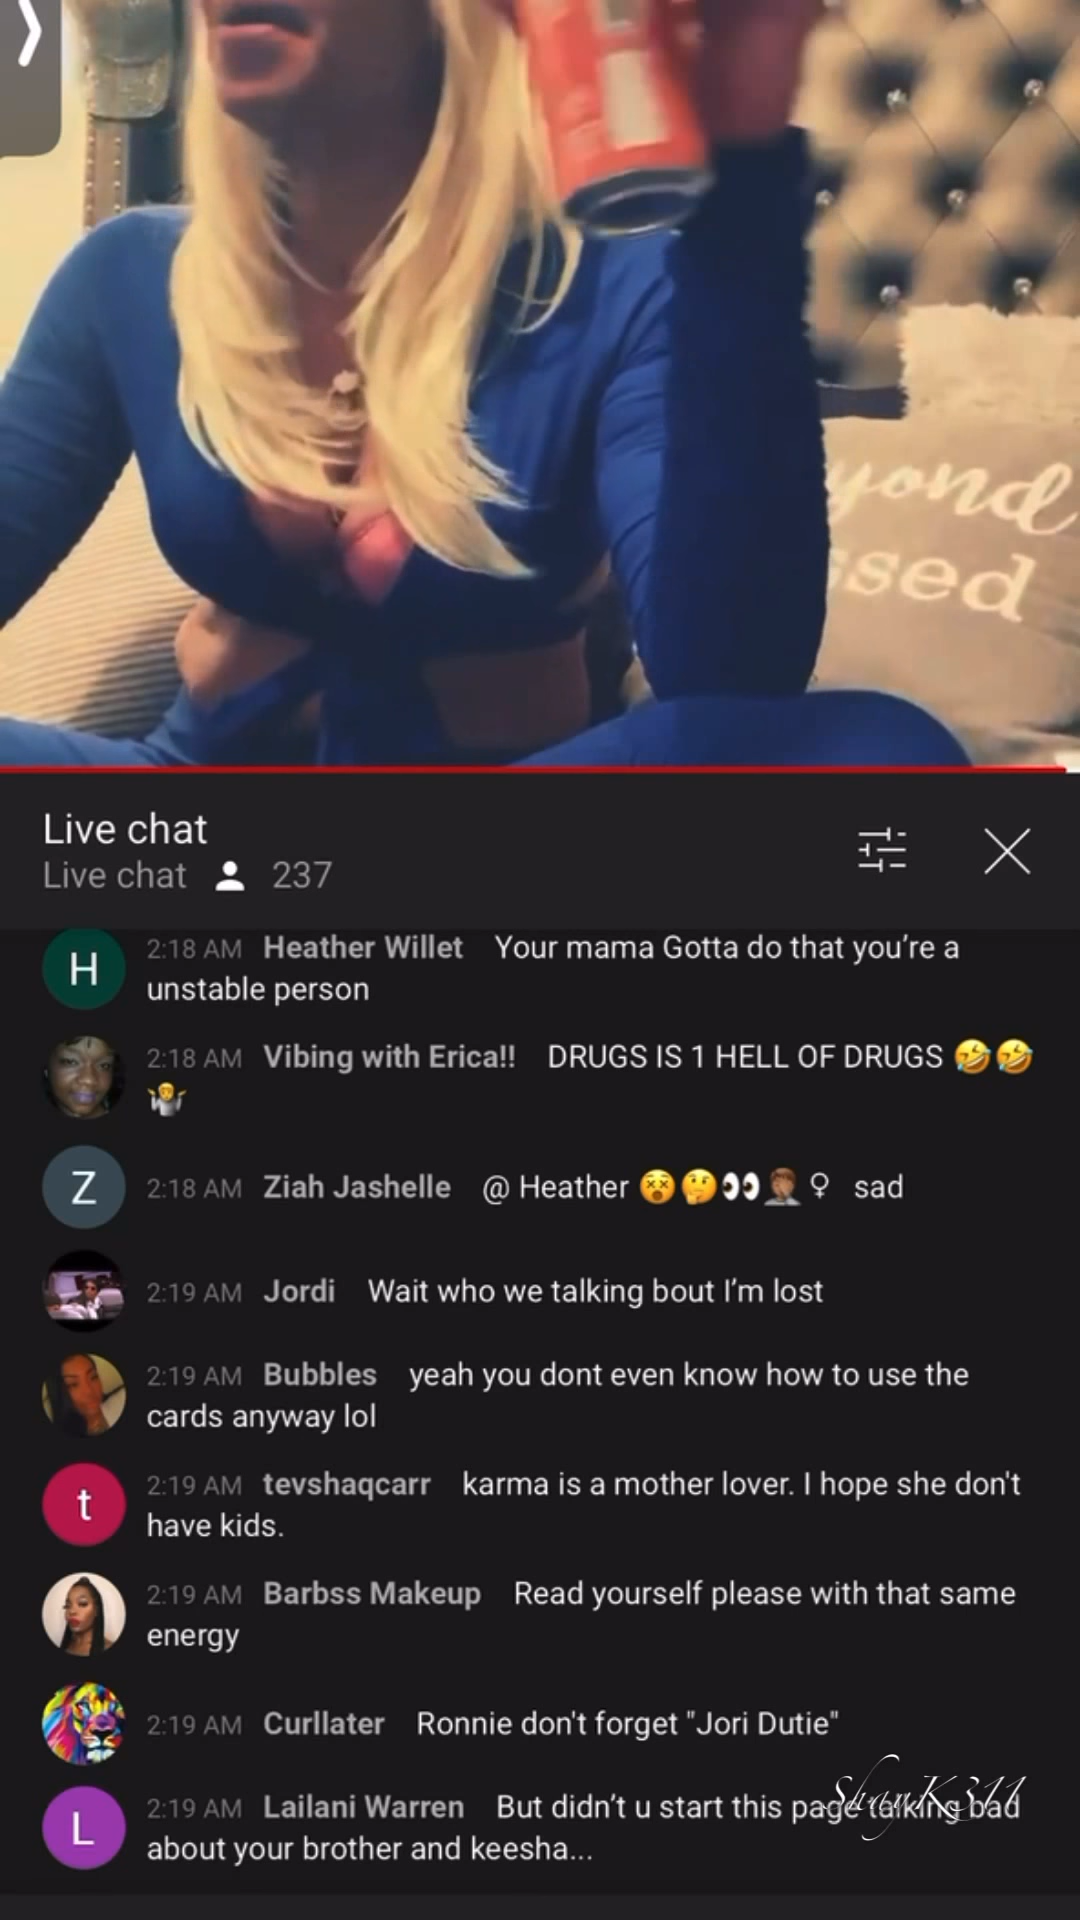 yond
ssed
Live chat
Live chat 237
H 2:18 AM Heather Willet Your mama Gotta do that you’re a
unstable person
2:18 AM Vibing with Erica!! DRUGS IS 1 HELL OF DRUGS 🤣🤣
🤷
Z 2:18 AM Ziah Jashelle @ Heather 😵🤔👀🤦🏾♀ sad
2:19 AM Jordi Wait who we talking bout I’m lost
2:19 AM Bubbles yeah you dont even know how to use the
cards anyway lol
t 2:19 AM tevshaqcarr karma is a mother lover. I hope she don't
have kids.
2:19 AM Barbss Makeup Read yourself please with that same
energy
2:19 AM Curllater Ronnie don't forget "Jori Dutie"
ShayK311
L 2:19 AM Lailani Warren But didn’t u start this page talking bad
about your brother and keesha...